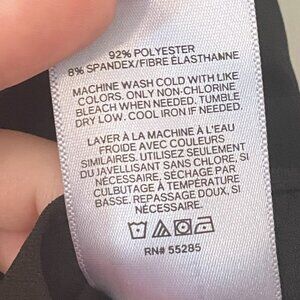 92% POLYESTER
8% SPANDEX/FIBRE ÉLASTHANNE
MACHINE WASH COLD WITH LIKE
COLORS. ONLY NON-CHLORINE
BLEACH WHEN NEEDED. TUMBLE
DRY LOW. COOL IRON IF NEEDED.
LAVER À LA MACHINE À L'EAU
FROIDE AVEC COULEURS
SIMILAIRES. UTILISEZ SEULEMENT
DU JAVELLISANT SANS CHLORE, SI
NÉCESSAIRE, SÉCHAGE PAR
CULBUTAGE À TEMPÉRATURE
BASSE. REPASSAGE DOUX, SI
NÉCESSAIRE.
RN# 55285